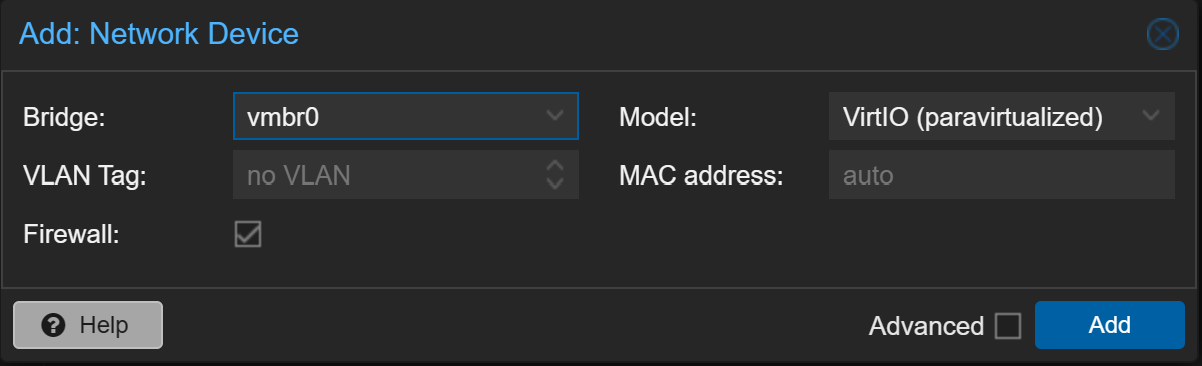 Add: Network Device
Bridge: vmbr0 Model: VirtIO (paravirtualized)
VLAN Tag: no VLAN MAC address: auto
Firewall:
Help Advanced Add